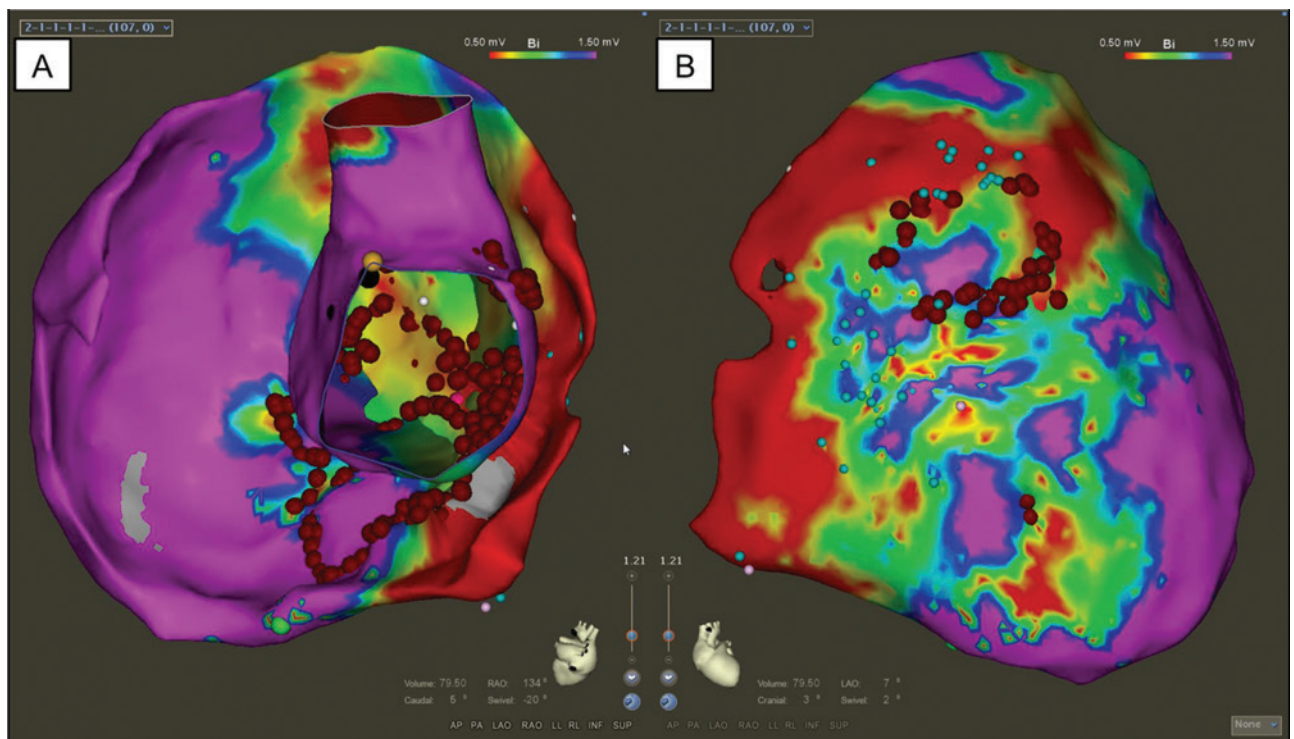 2-1-1-1-1-... (107, 0)
A
0.50 mV Bi 1.50 mV
2-1-1-1-1-... (107, 0)
B
0.50 mV Bi 1.50 mV
1.21 1.21
Volume: 79.50 RAO: 134 °
Caudal: 5 ° Swivel: -20 °
Volume: 79.50 LAO: 7 °
Cranial: 3 ° Swivel: 2 °
AP PA LAO RAO LL RL INF SUP
AP PA LAO RAO LL RL INF SUP
None